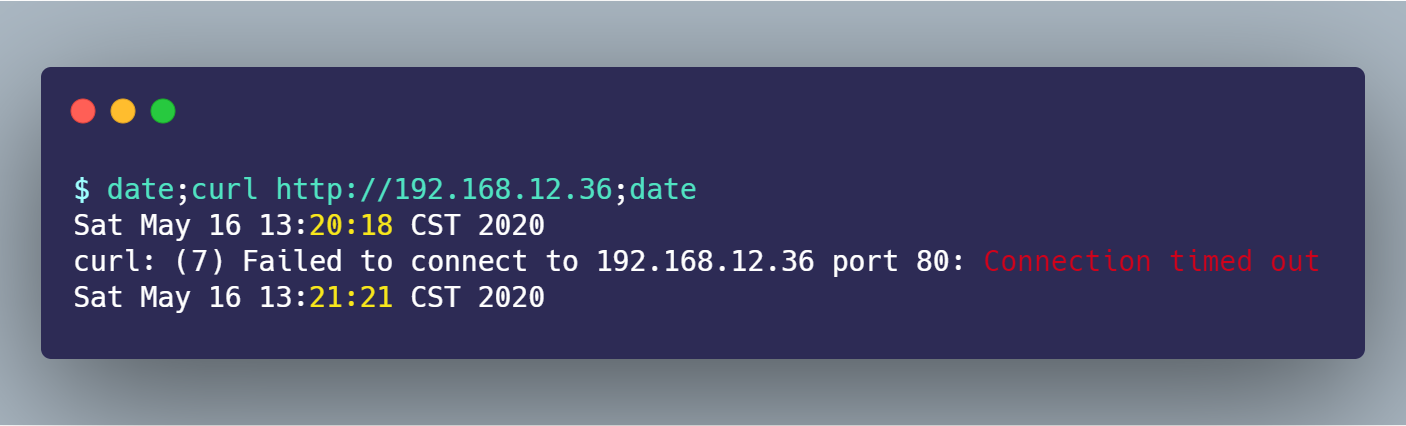 $ date;curl http://192.168.12.36;date
Sat May 16 13:20:18 CST 2020
curl: (7) Failed to connect to 192.168.12.36 port 80: Connection timed out
Sat May 16 13:21:21 CST 2020